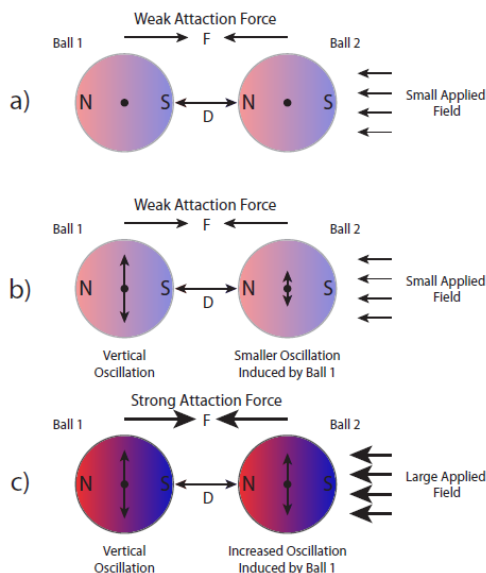 Weak Attaction Force
Ball 1
F
Ball 2
a)
N
S
D
N
S
Small Applied
Field
Weak Attaction Force
Ball 1
F
Ball 2
b)
N
S
D
N
S
Small Applied
Field
Vertical
Oscillation
Smaller Oscillation
Induced by Ball 1
Strong Attaction Force
Ball 1
F
Ball 2
c)
N
S
D
N
S
Large Applied
Field
Vertical
Oscillation
Increased Oscillation
Induced by Ball 1